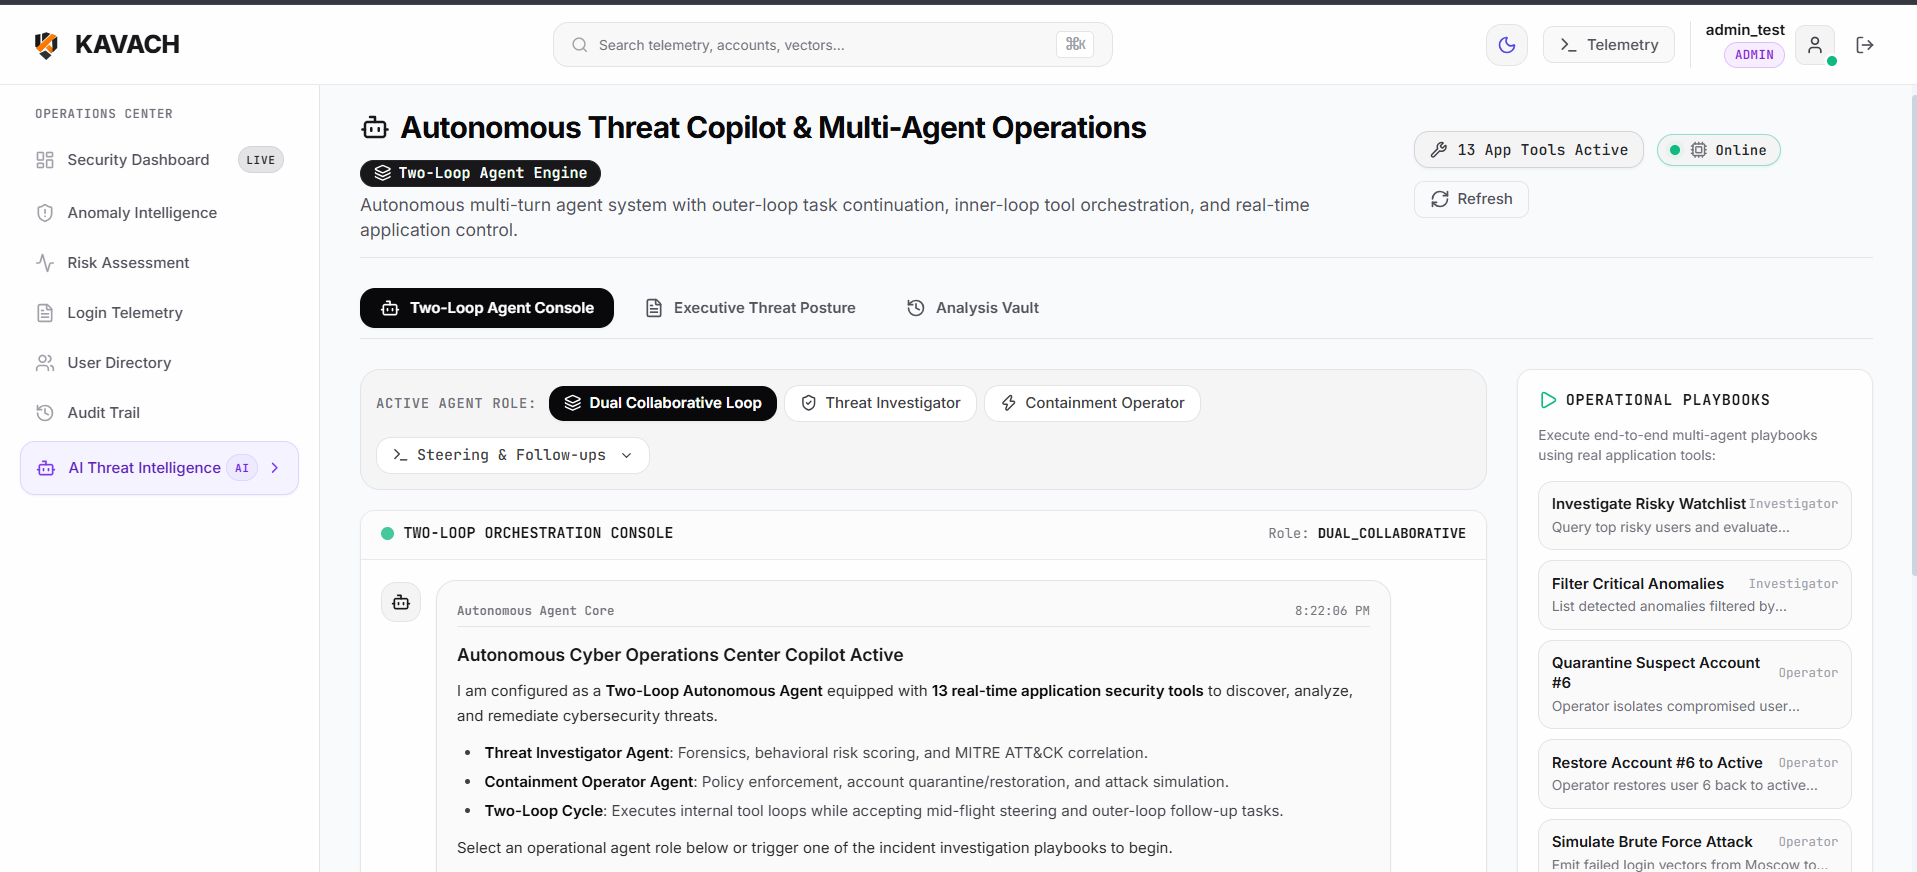 KAVACH
Search telemetry, accounts, vectors...
⌘K
Telemetry
admin_test
ADMIN
OPERATIONS CENTER
Security Dashboard
LIVE
Anomaly Intelligence
Risk Assessment
Login Telemetry
User Directory
Audit Trail
AI Threat Intelligence
AI
Autonomous Threat Copilot & Multi-Agent Operations
Two-Loop Agent Engine
Autonomous multi-turn agent system with outer-loop task continuation, inner-loop tool orchestration, and real-time
application control.
13 App Tools Active
Online
Refresh
Two-Loop Agent Console
Executive Threat Posture
Analysis Vault
ACTIVE AGENT ROLE:
Dual Collaborative Loop
Threat Investigator
Containment Operator
Steering & Follow-ups
TWO-LOOP ORCHESTRATION CONSOLE
Role: DUAL_COLLABORATIVE
Autonomous Agent Core
8:22:06 PM
Autonomous Cyber Operations Center Copilot Active
I am configured as a Two-Loop Autonomous Agent equipped with 13 real-time application security tools to discover, analyze,
and remediate cybersecurity threats.
• Threat Investigator Agent: Forensics, behavioral risk scoring, and MITRE ATT&CK correlation.
• Containment Operator Agent: Policy enforcement, account quarantine/restoration, and attack simulation.
• Two-Loop Cycle: Executes internal tool loops while accepting mid-flight steering and outer-loop follow-up tasks.
Select an operational agent role below or trigger one of the incident investigation playbooks to begin.
OPERATIONAL PLAYBOOKS
Execute end-to-end multi-agent playbooks
using real application tools:
Investigate Risky Watchlist
Investigator
Query top risky users and evaluate...
Filter Critical Anomalies
Investigator
List detected anomalies filtered by...
Quarantine Suspect Account
#6
Operator
Operator isolates compromised user...
Restore Account #6 to Active
Operator
Operator restores user 6 back to active...
Simulate Brute Force Attack
Operator
Emit failed login vectors from Moscow to...